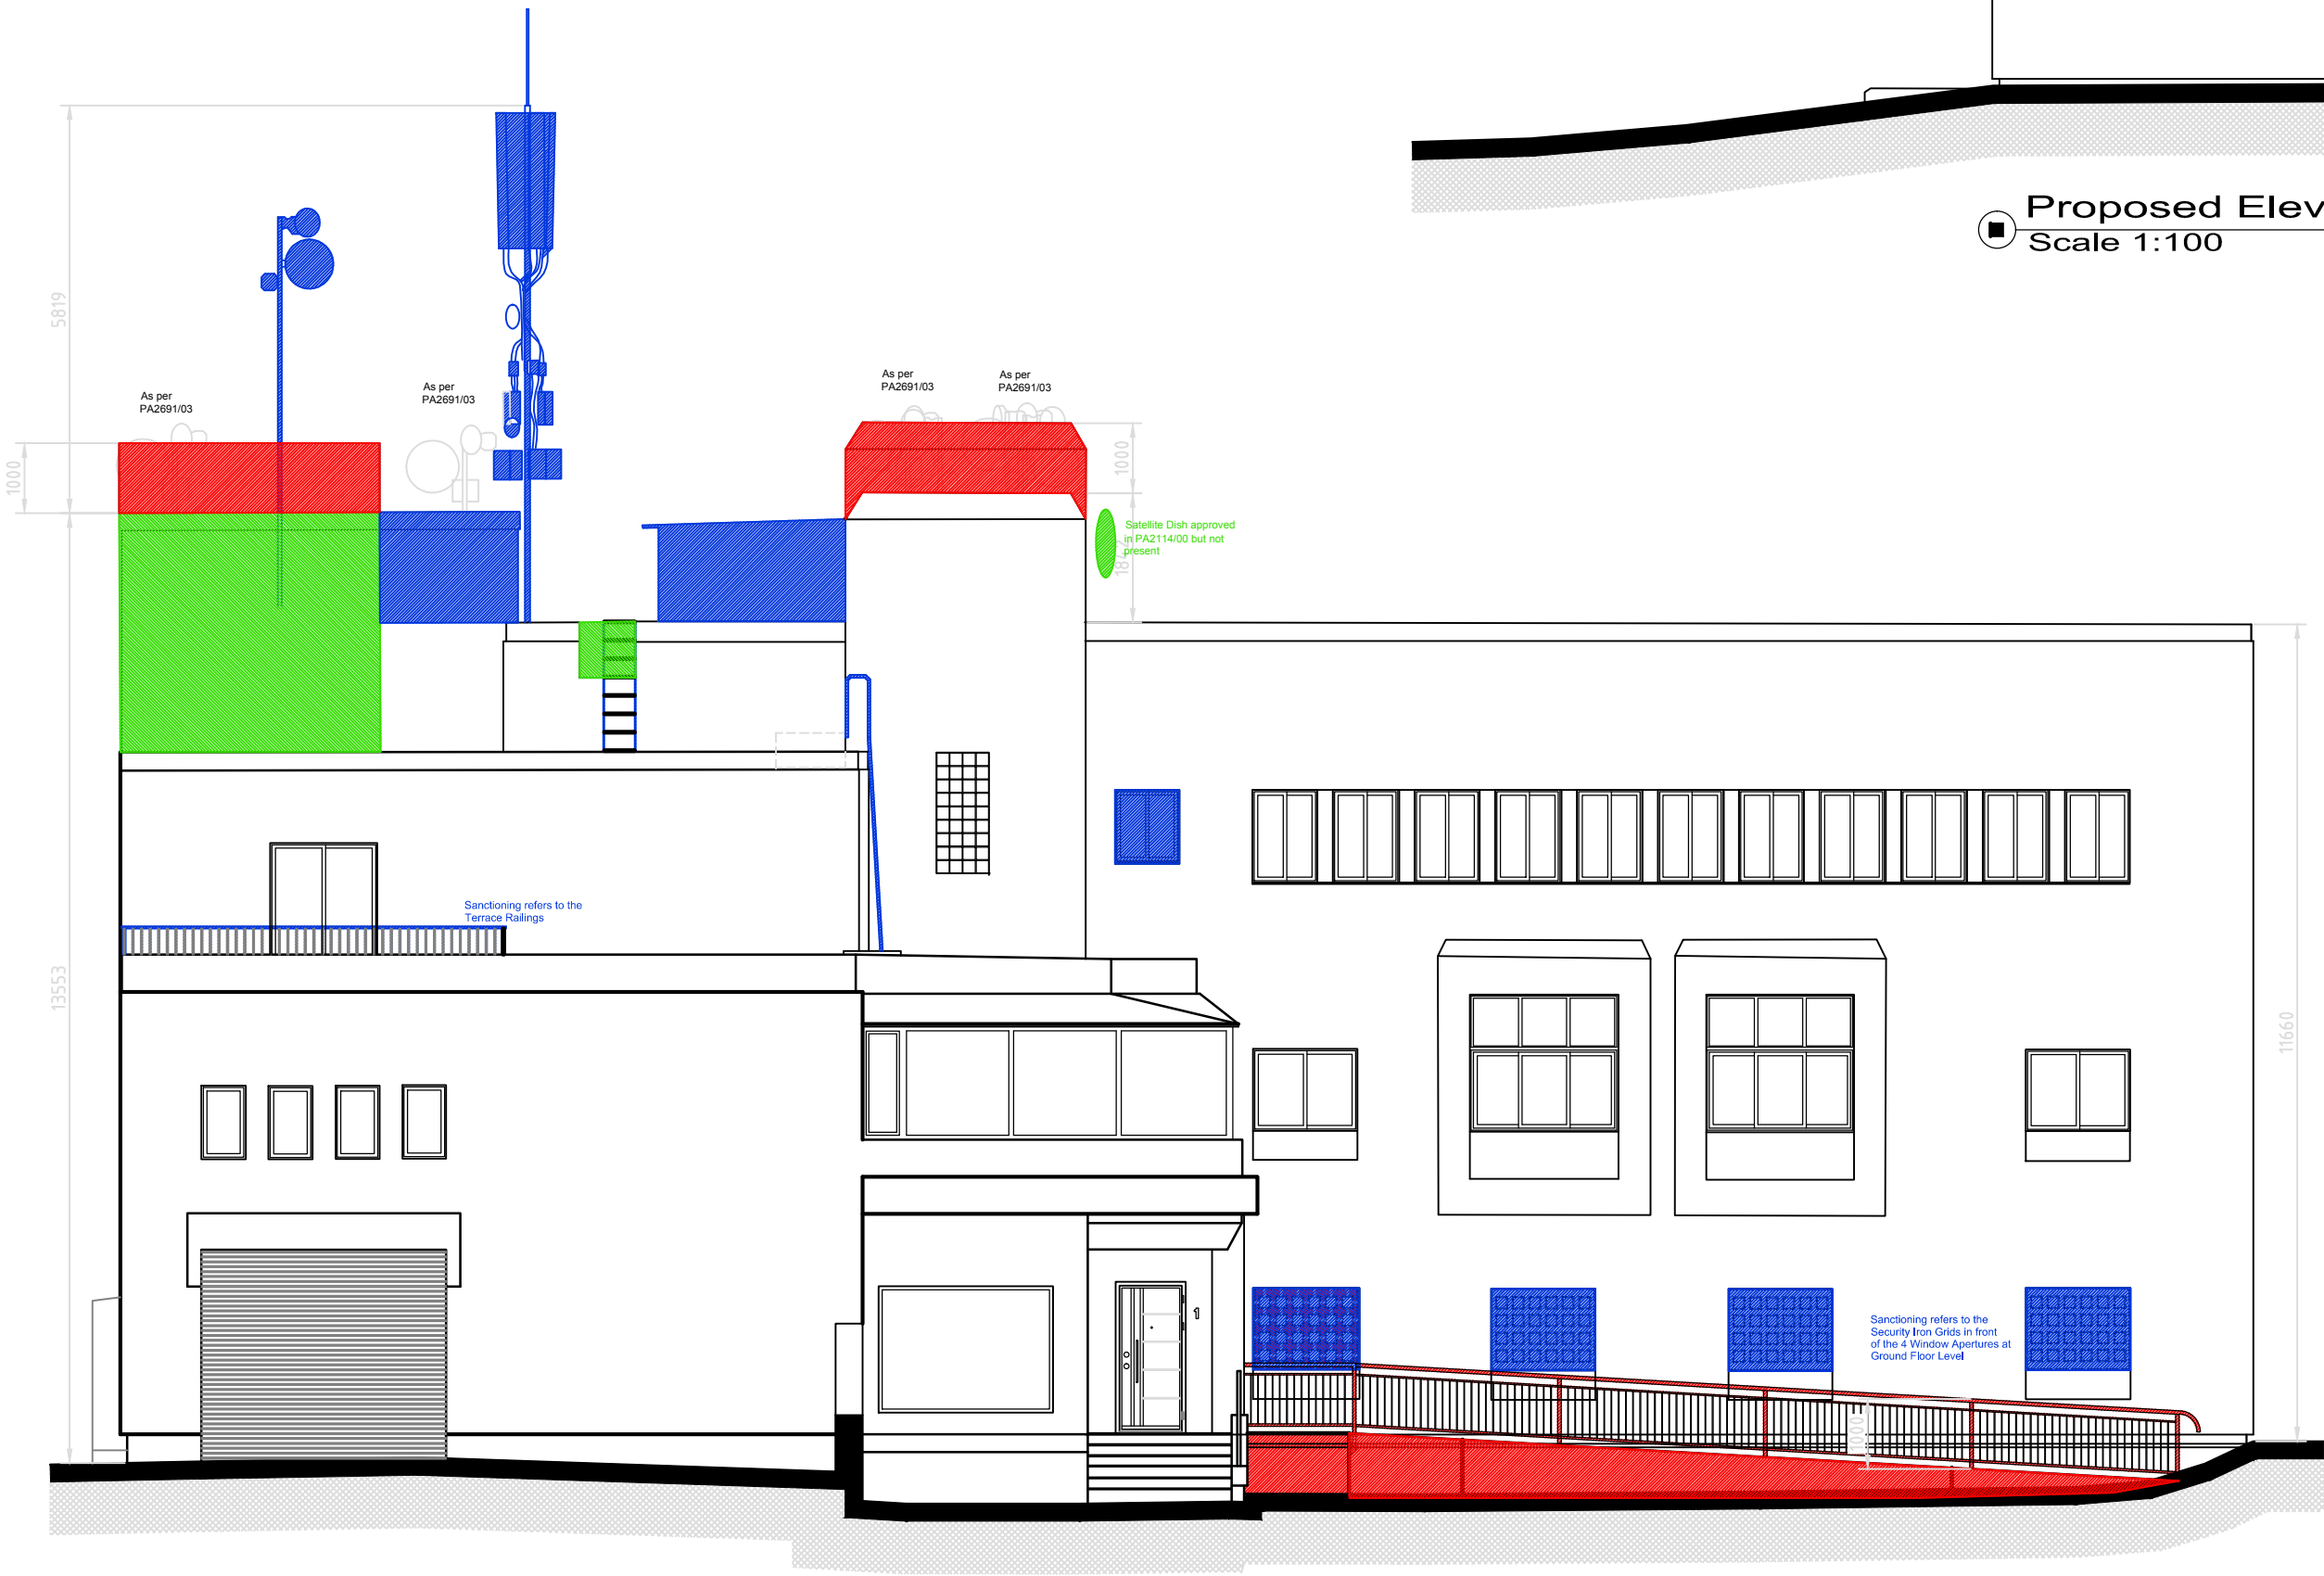 Proposed Elev
Scale 1:100
5819
As per
PA2691/03
As per
PA2691/03
As per
PA2691/03
As per
PA2691/03
1000
1000
Satellite Dish approved
in PA2114/00 but not
present
Sanctioning refers to the
Terrace Railings
13553
11660
1
Sanctioning refers to the
Security Iron Grids in front
of the 4 Window Apertures at
Ground Floor Level
1000